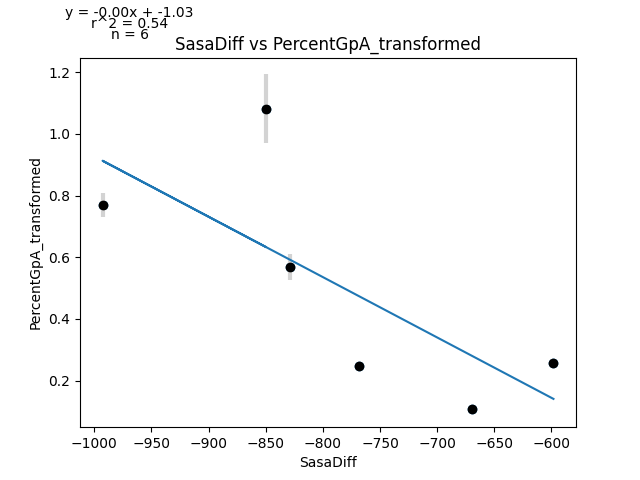 y = -0.00x + -1.03
r^2 = 0.54
n = 6
SasaDiff vs PercentGpA_transformed
PercentGpA_transformed
1.2
1.0
0.8
0.6
0.4
0.2
−1000 −950 −900 −850 −800 −750 −700 −650 −600
SasaDiff